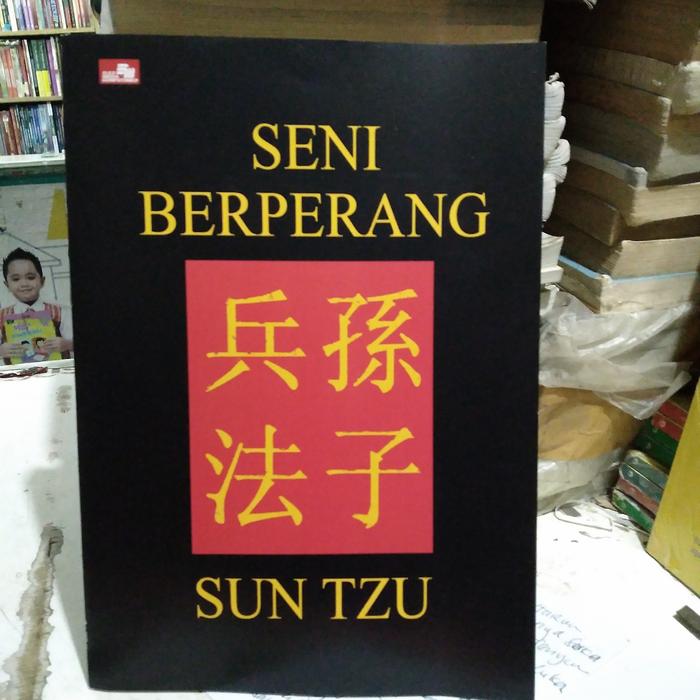 SENI
BERPERANG
兵孫
法子
SUN TZU